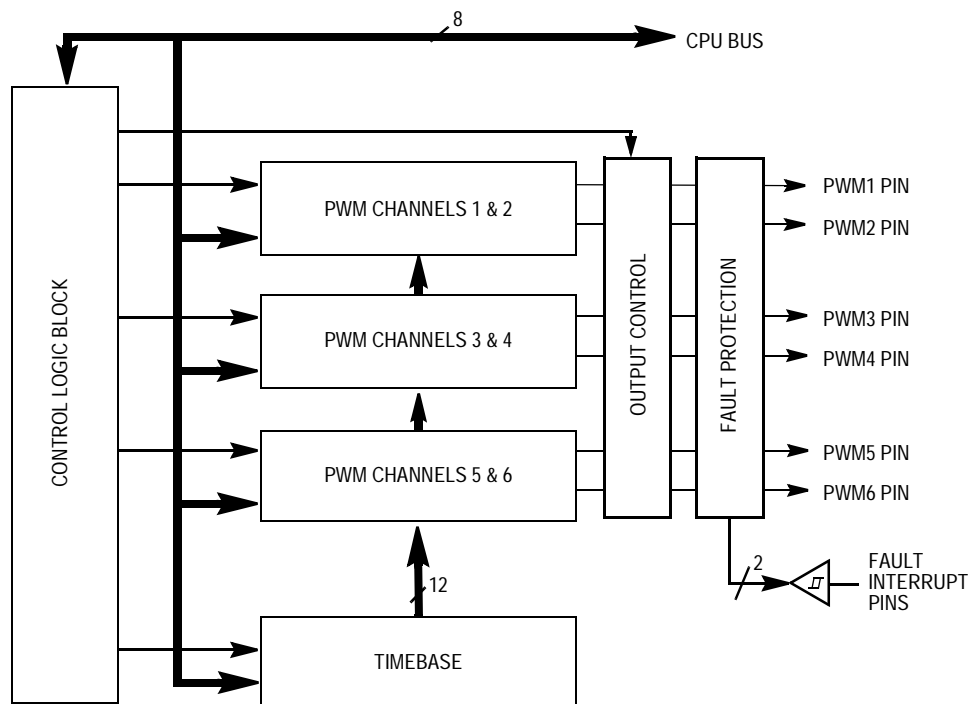 8
CPU BUS
CONTROL LOGIC BLOCK
PWM CHANNELS 1 & 2
PWM CHANNELS 3 & 4
PWM CHANNELS 5 & 6
12
TIMEBASE
OUTPUT CONTROL
FAULT PROTECTION
PWM1 PIN
PWM2 PIN
PWM3 PIN
PWM4 PIN
PWM5 PIN
PWM6 PIN
2
FAULT
INTERRUPT
PINS